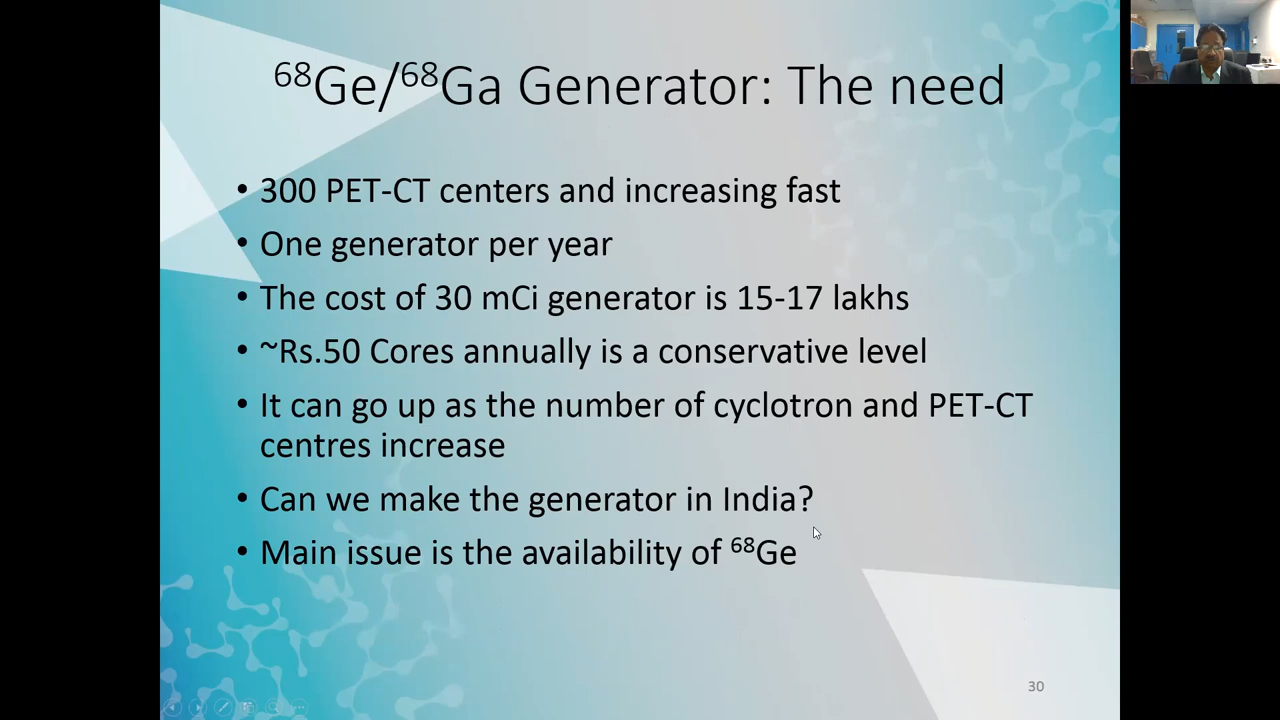 ⁶⁸Ge/⁶⁸Ga Generator: The need
• 300 PET-CT centers and increasing fast
• One generator per year
• The cost of 30 mCi generator is 15-17 lakhs
• ~Rs.50 Cores annually is a conservative level
• It can go up as the number of cyclotron and PET-CT
centres increase
• Can we make the generator in India?
• Main issue is the availability of ⁶⁸Ge
30